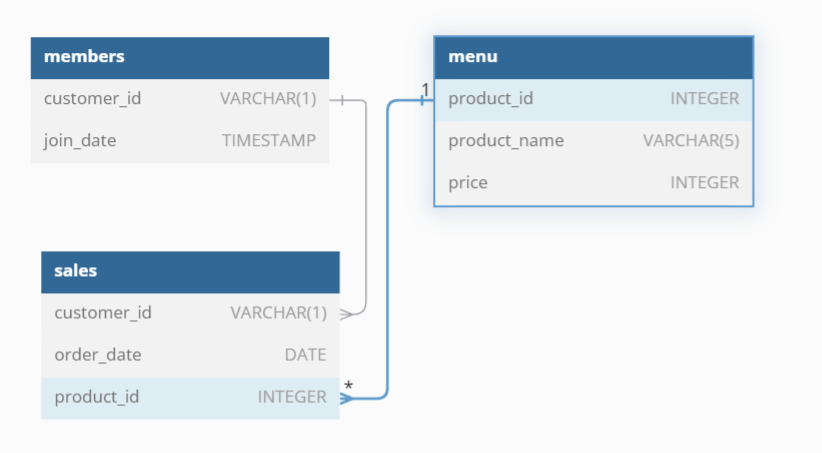 members
customer_id VARCHAR(1)
join_date TIMESTAMP
menu
1
product_id INTEGER
product_name VARCHAR(5)
price INTEGER
sales
customer_id VARCHAR(1)
order_date DATE
product_id INTEGER
*